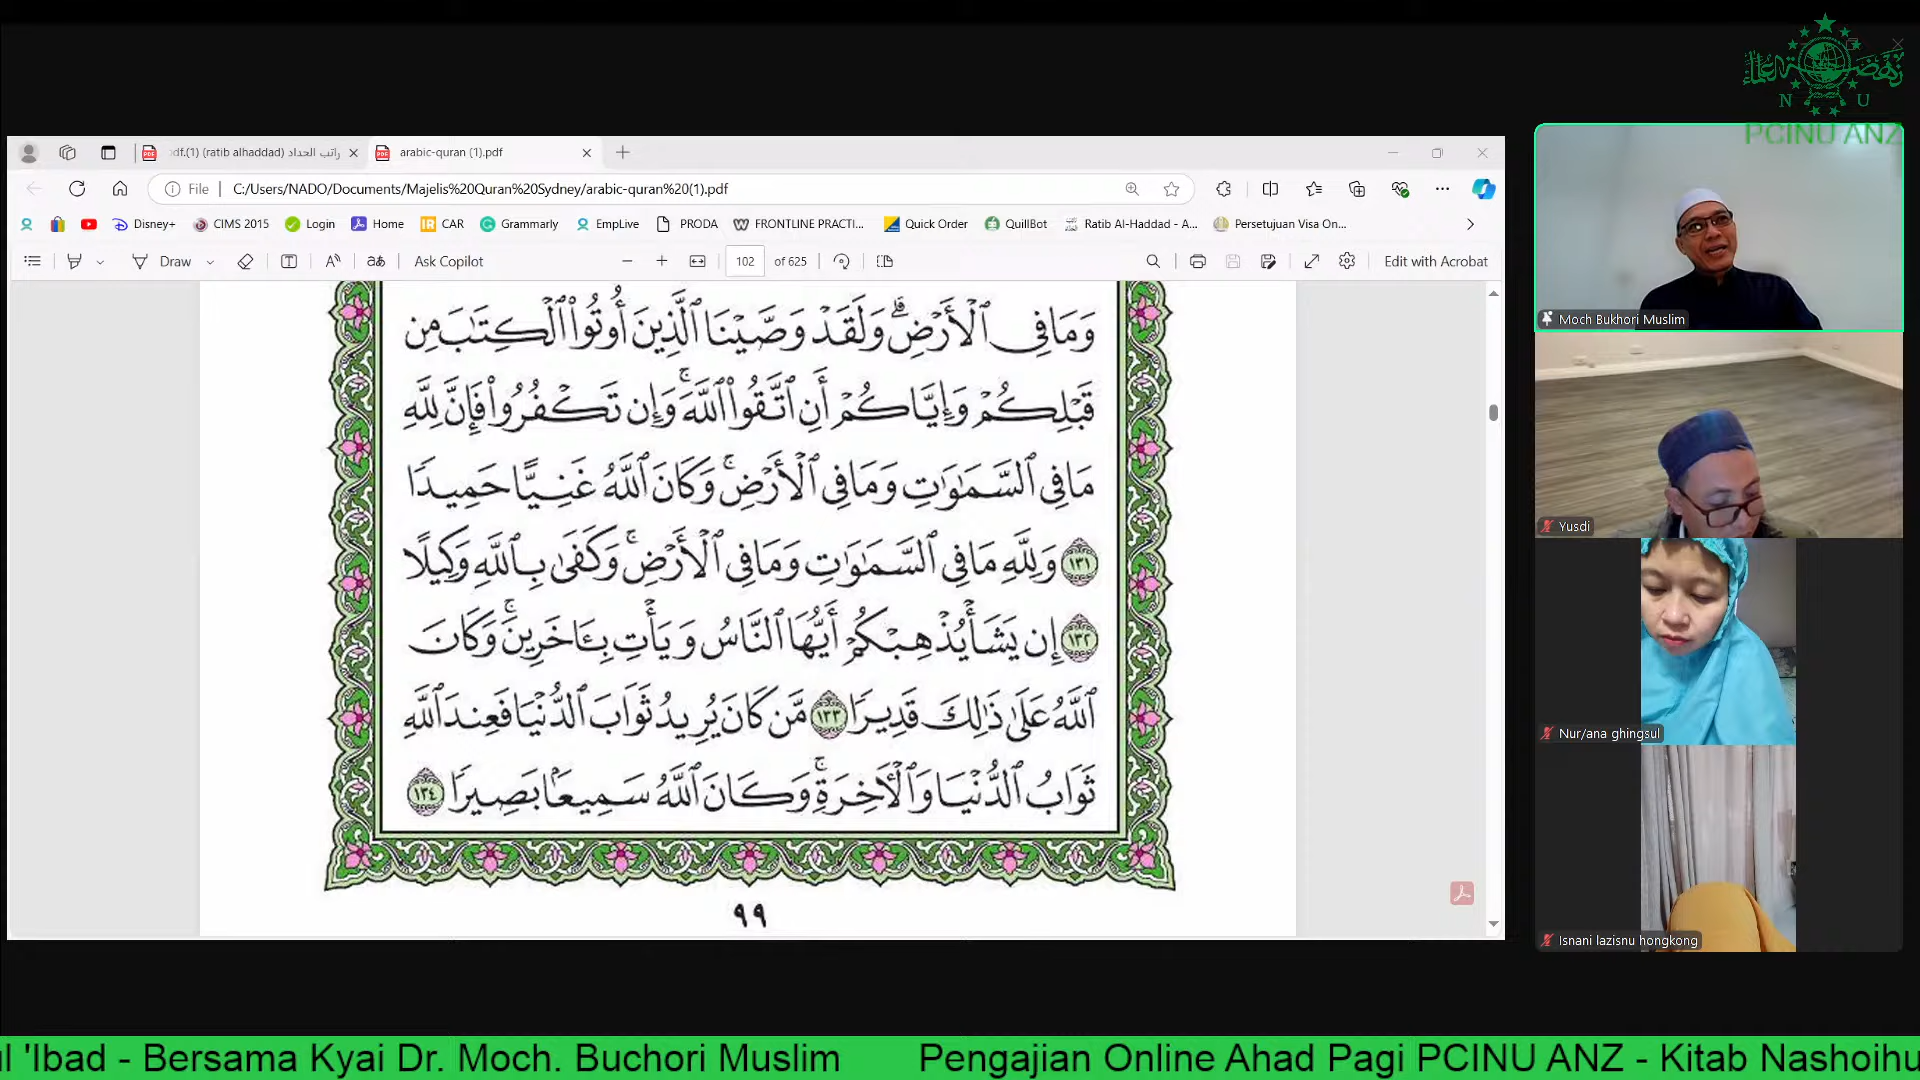 نهضة العلماء
N U
PCINU ANZ
df.(1) (ratib alhaddad) راتب الحداد
arabic-quran (1).pdf
File
C:/Users/NADO/Documents/Majelis%20Quran%20Sydney/arabic-quran%20(1).pdf
Disney+
CIMS 2015
Login
Home
CAR
Grammarly
EmpLive
PRODA
FRONTLINE PRACTI...
Quick Order
QuillBot
Ratib Al-Haddad - A...
Persetujuan Visa On...
Draw
Ask Copilot
102 of 625
Edit with Acrobat
وَمَا فِى ٱلْأَرْضِ ۗ وَلَقَدْ وَصَّيْنَا ٱلَّذِينَ أُوتُوا۟ ٱلْكِتَٰبَ مِن
قَبْلِكُمْ وَإِيَّاكُمْ أَنِ ٱتَّقُوا۟ ٱللَّهَ ۚ وَإِن تَكْفُرُوا۟ فَإِنَّ لِلَّهِ
مَا فِى ٱلسَّمَٰوَٰتِ وَمَا فِى ٱلْأَرْضِ ۚ وَكَانَ ٱللَّهُ غَنِيًّا حَمِيدًا
١٣١ وَلِلَّهِ مَا فِى ٱلسَّمَٰوَٰتِ وَمَا فِى ٱلْأَرْضِ ۚ وَكَفَىٰ بِٱللَّهِ وَكِيلًا
١٣٢ إِن يَشَأْ يُذْهِبْكُمْ أَيُّهَا ٱلنَّاسُ وَيَأْتِ بِـَٔاخَرِينَ ۚ وَكَانَ
ٱللَّهُ عَلَىٰ ذَٰلِكَ قَدِيرًا ١٣٣ مَّن كَانَ يُرِيدُ ثَوَابَ ٱلدُّنْيَا فَعِندَ ٱللَّهِ
ثَوَابُ ٱلدُّنْيَا وَٱلْـَٔاخِرَةِ ۚ وَكَانَ ٱللَّهُ سَمِيعًۢا بَصِيرًا ١٣٤
٩٩
Moch Bukhori Muslim
Yusdi
Nur/ana ghingsul
Isnani lazisnu hongkong
ul 'Ibad - Bersama Kyai Dr. Moch. Buchori Muslim Pengajian Online Ahad Pagi PCINU ANZ - Kitab Nashoihu